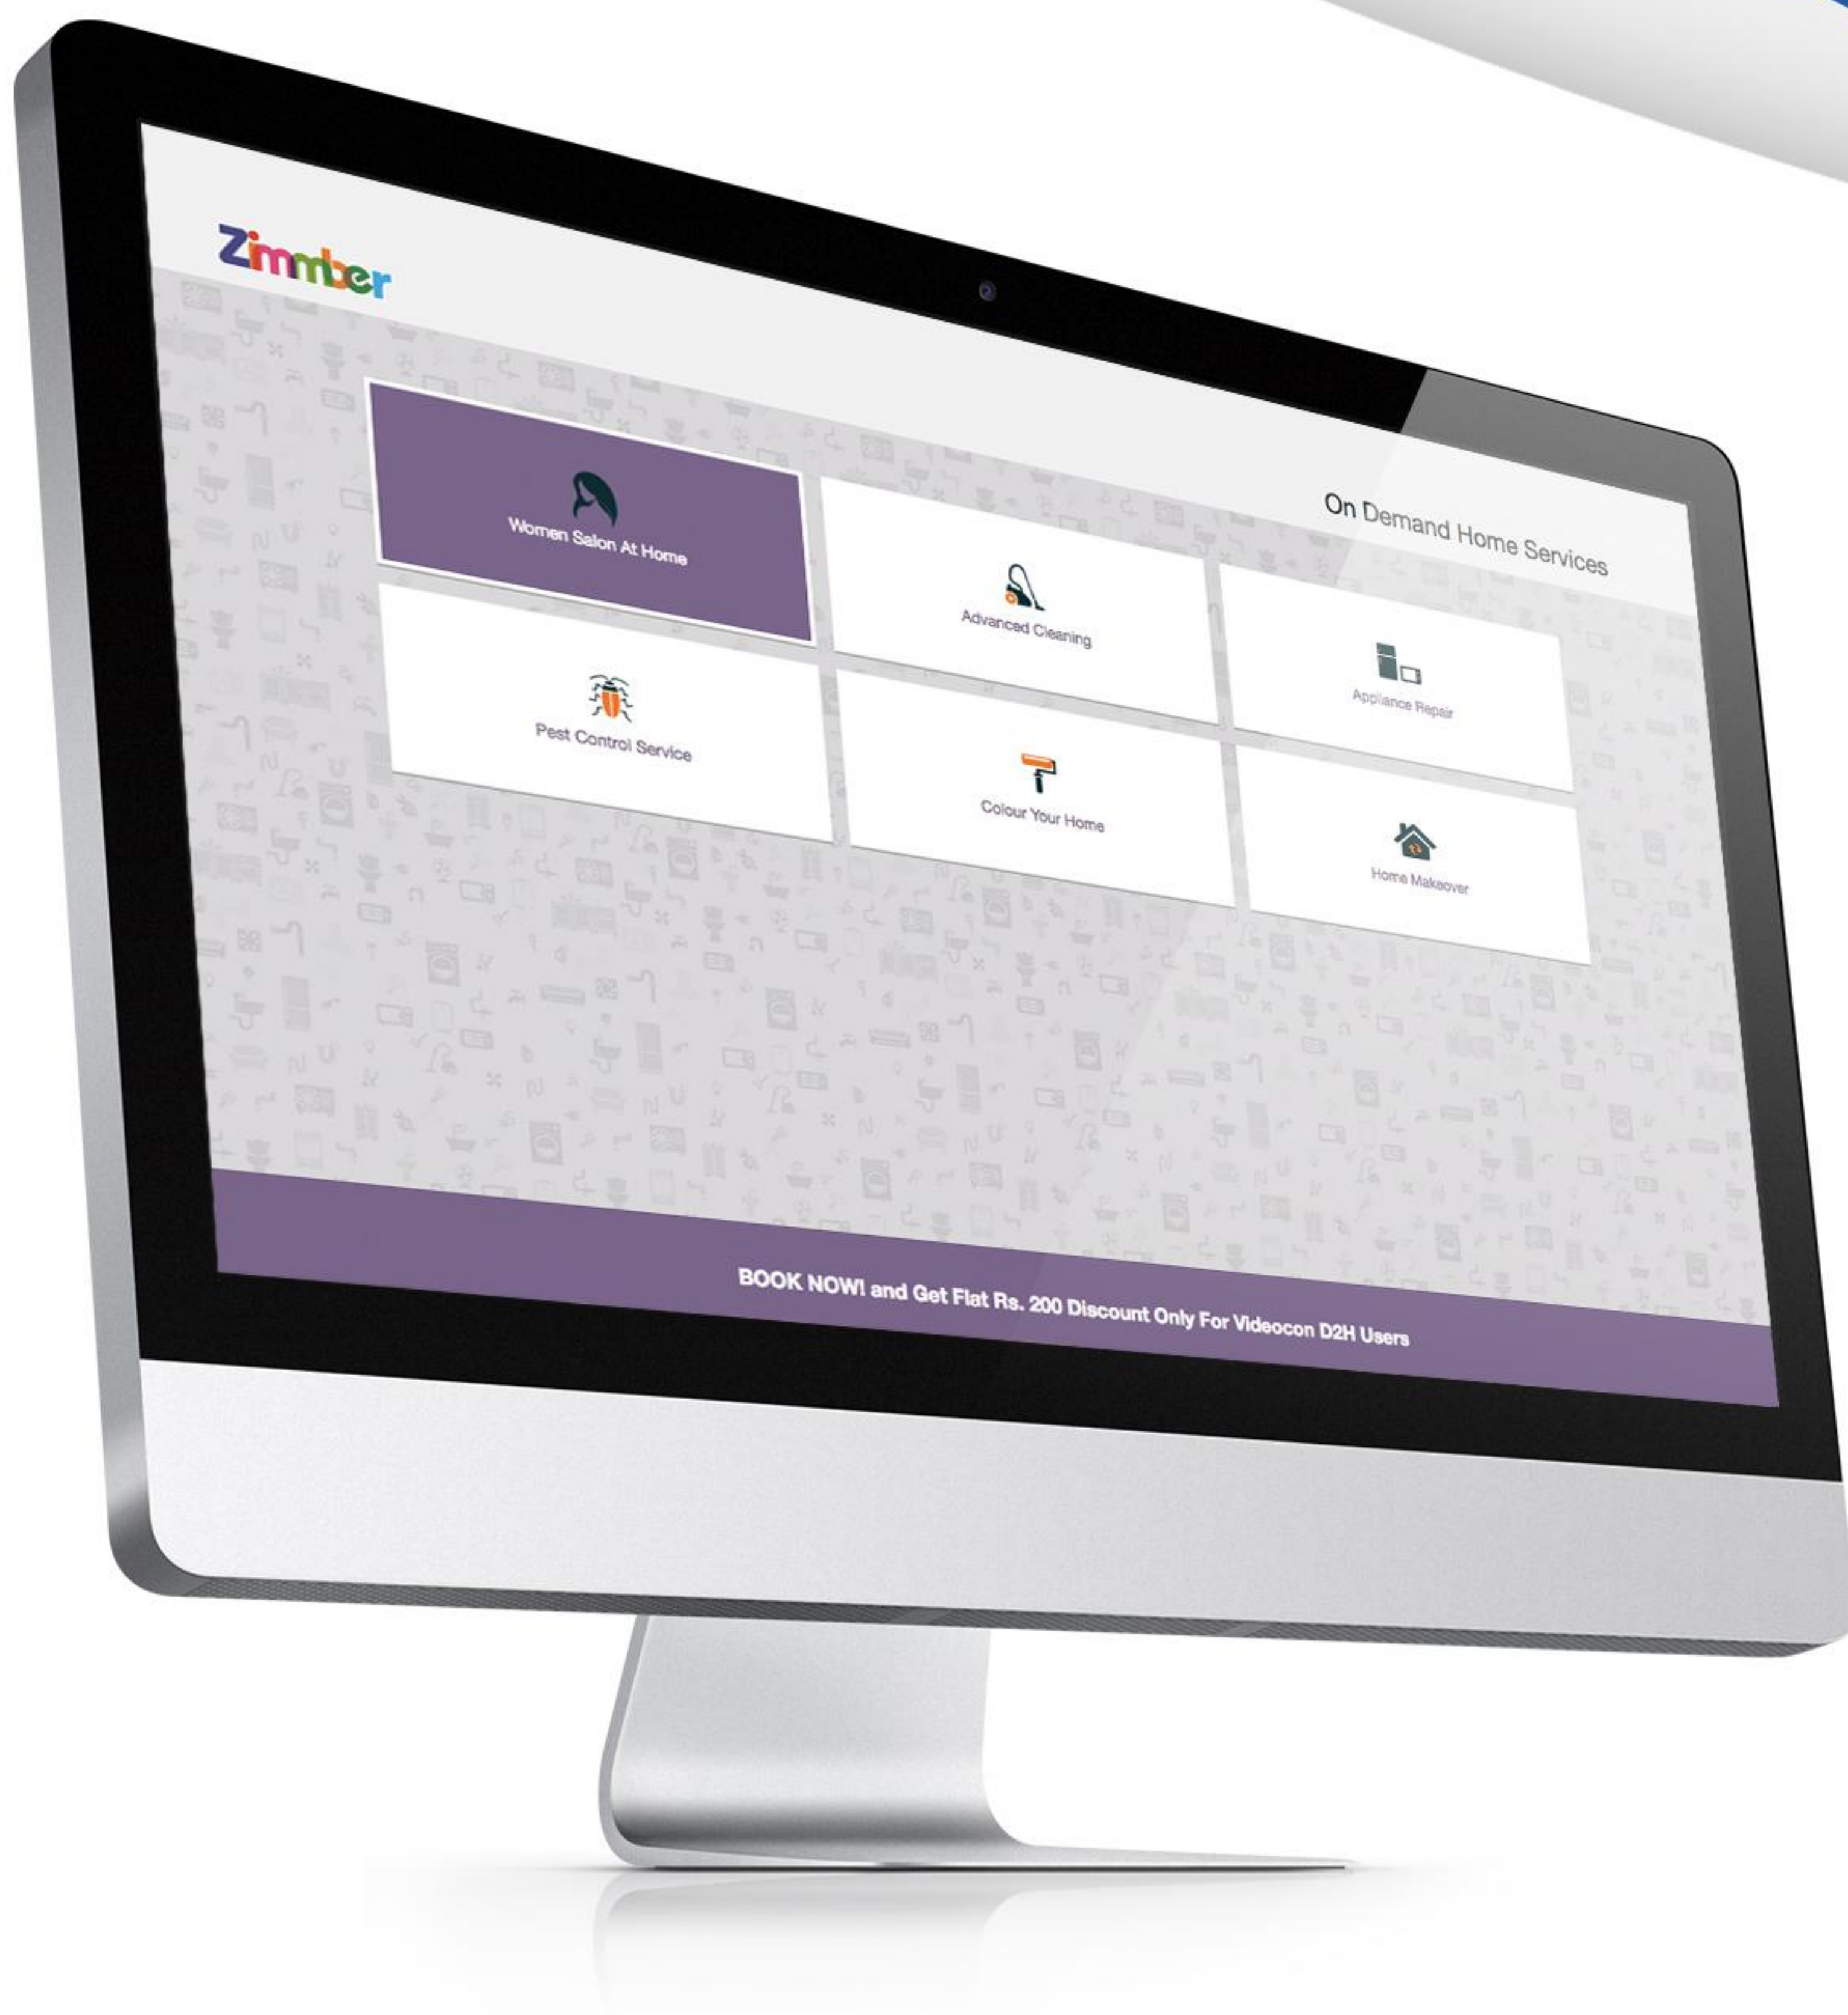 Zimmber
On Demand Home Services
Women Salon At Home
Advanced Cleaning
Appliance Repair
Pest Control Service
Colour Your Home
Home Makeover
BOOK NOW! and Get Flat Rs. 200 Discount Only For Videocon D2H Users